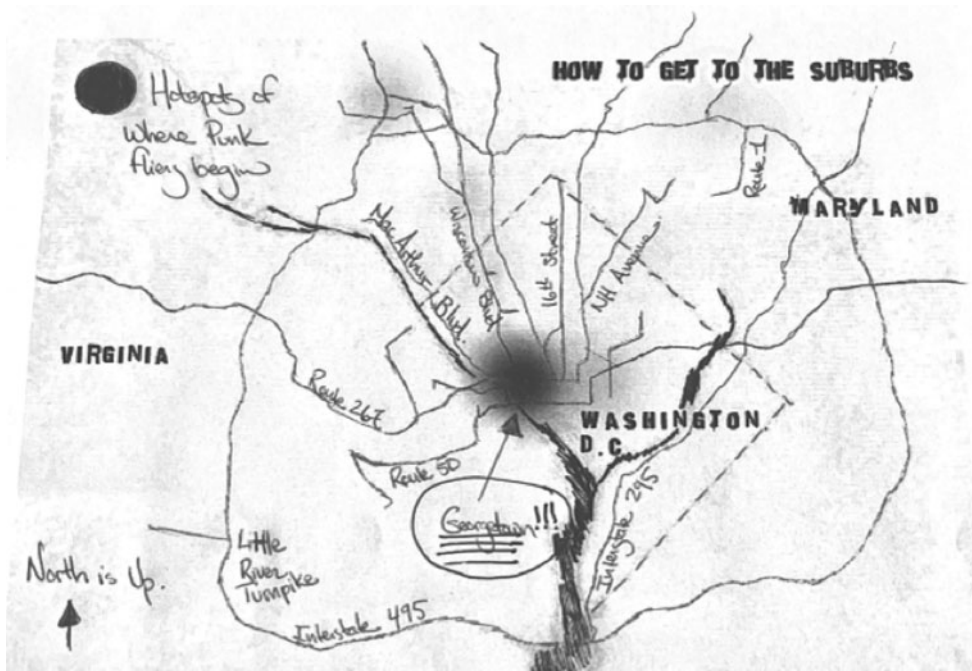 HOW TO GET TO THE SUBURBS
Hotspots of
where Punk
fliers begin
Route 1
MARYLAND
MacArthur Blvd.
Wisconsin Blvd
16th Street
NH Avenue
VIRGINIA
Route 267
WASHINGTON
D.C.
Route 50
Georgetown!!!
Interstate 295
Little
River
Turnpike
North is Up.
Interstate 495